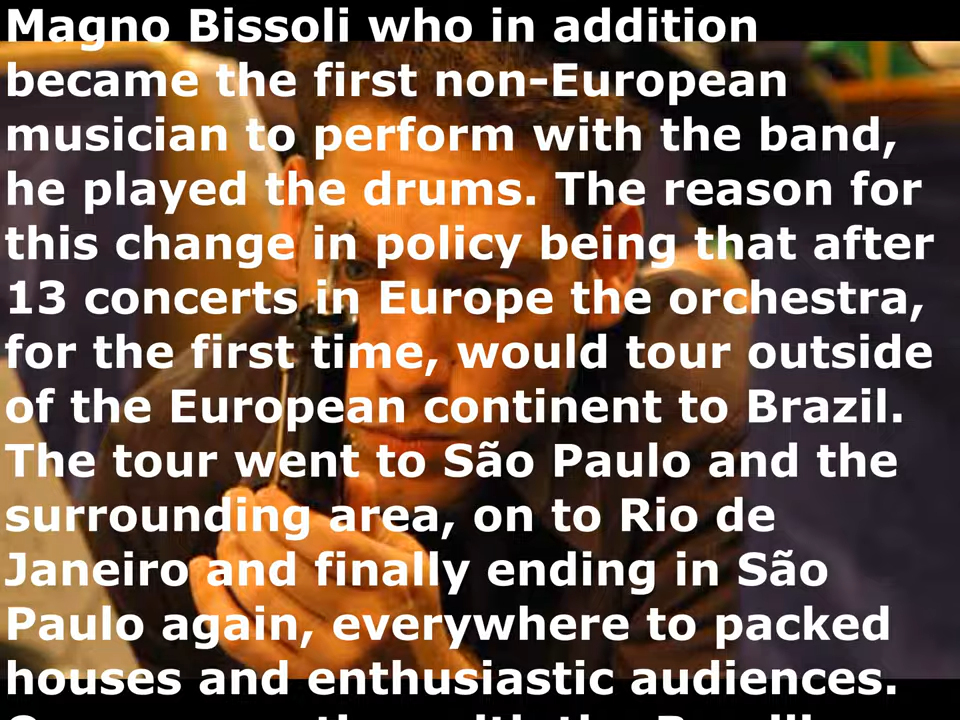 Magno Bissoli who in addition
became the first non-European
musician to perform with the band,
he played the drums. The reason for
this change in policy being that after
13 concerts in Europe the orchestra,
for the first time, would tour outside
of the European continent to Brazil.
The tour went to São Paulo and the
surrounding area, on to Rio de
Janeiro and finally ending in São
Paulo again, everywhere to packed
houses and enthusiastic audiences.